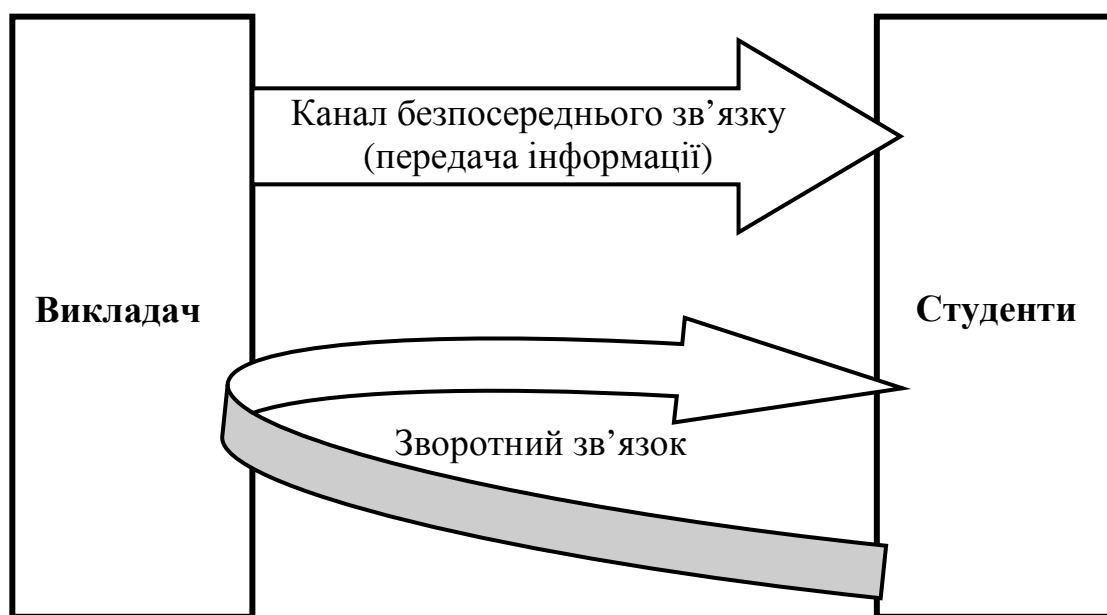 Канал безпосереднього зв’язку
(передача інформації)
Викладач
Студенти
Зворотний зв’язок